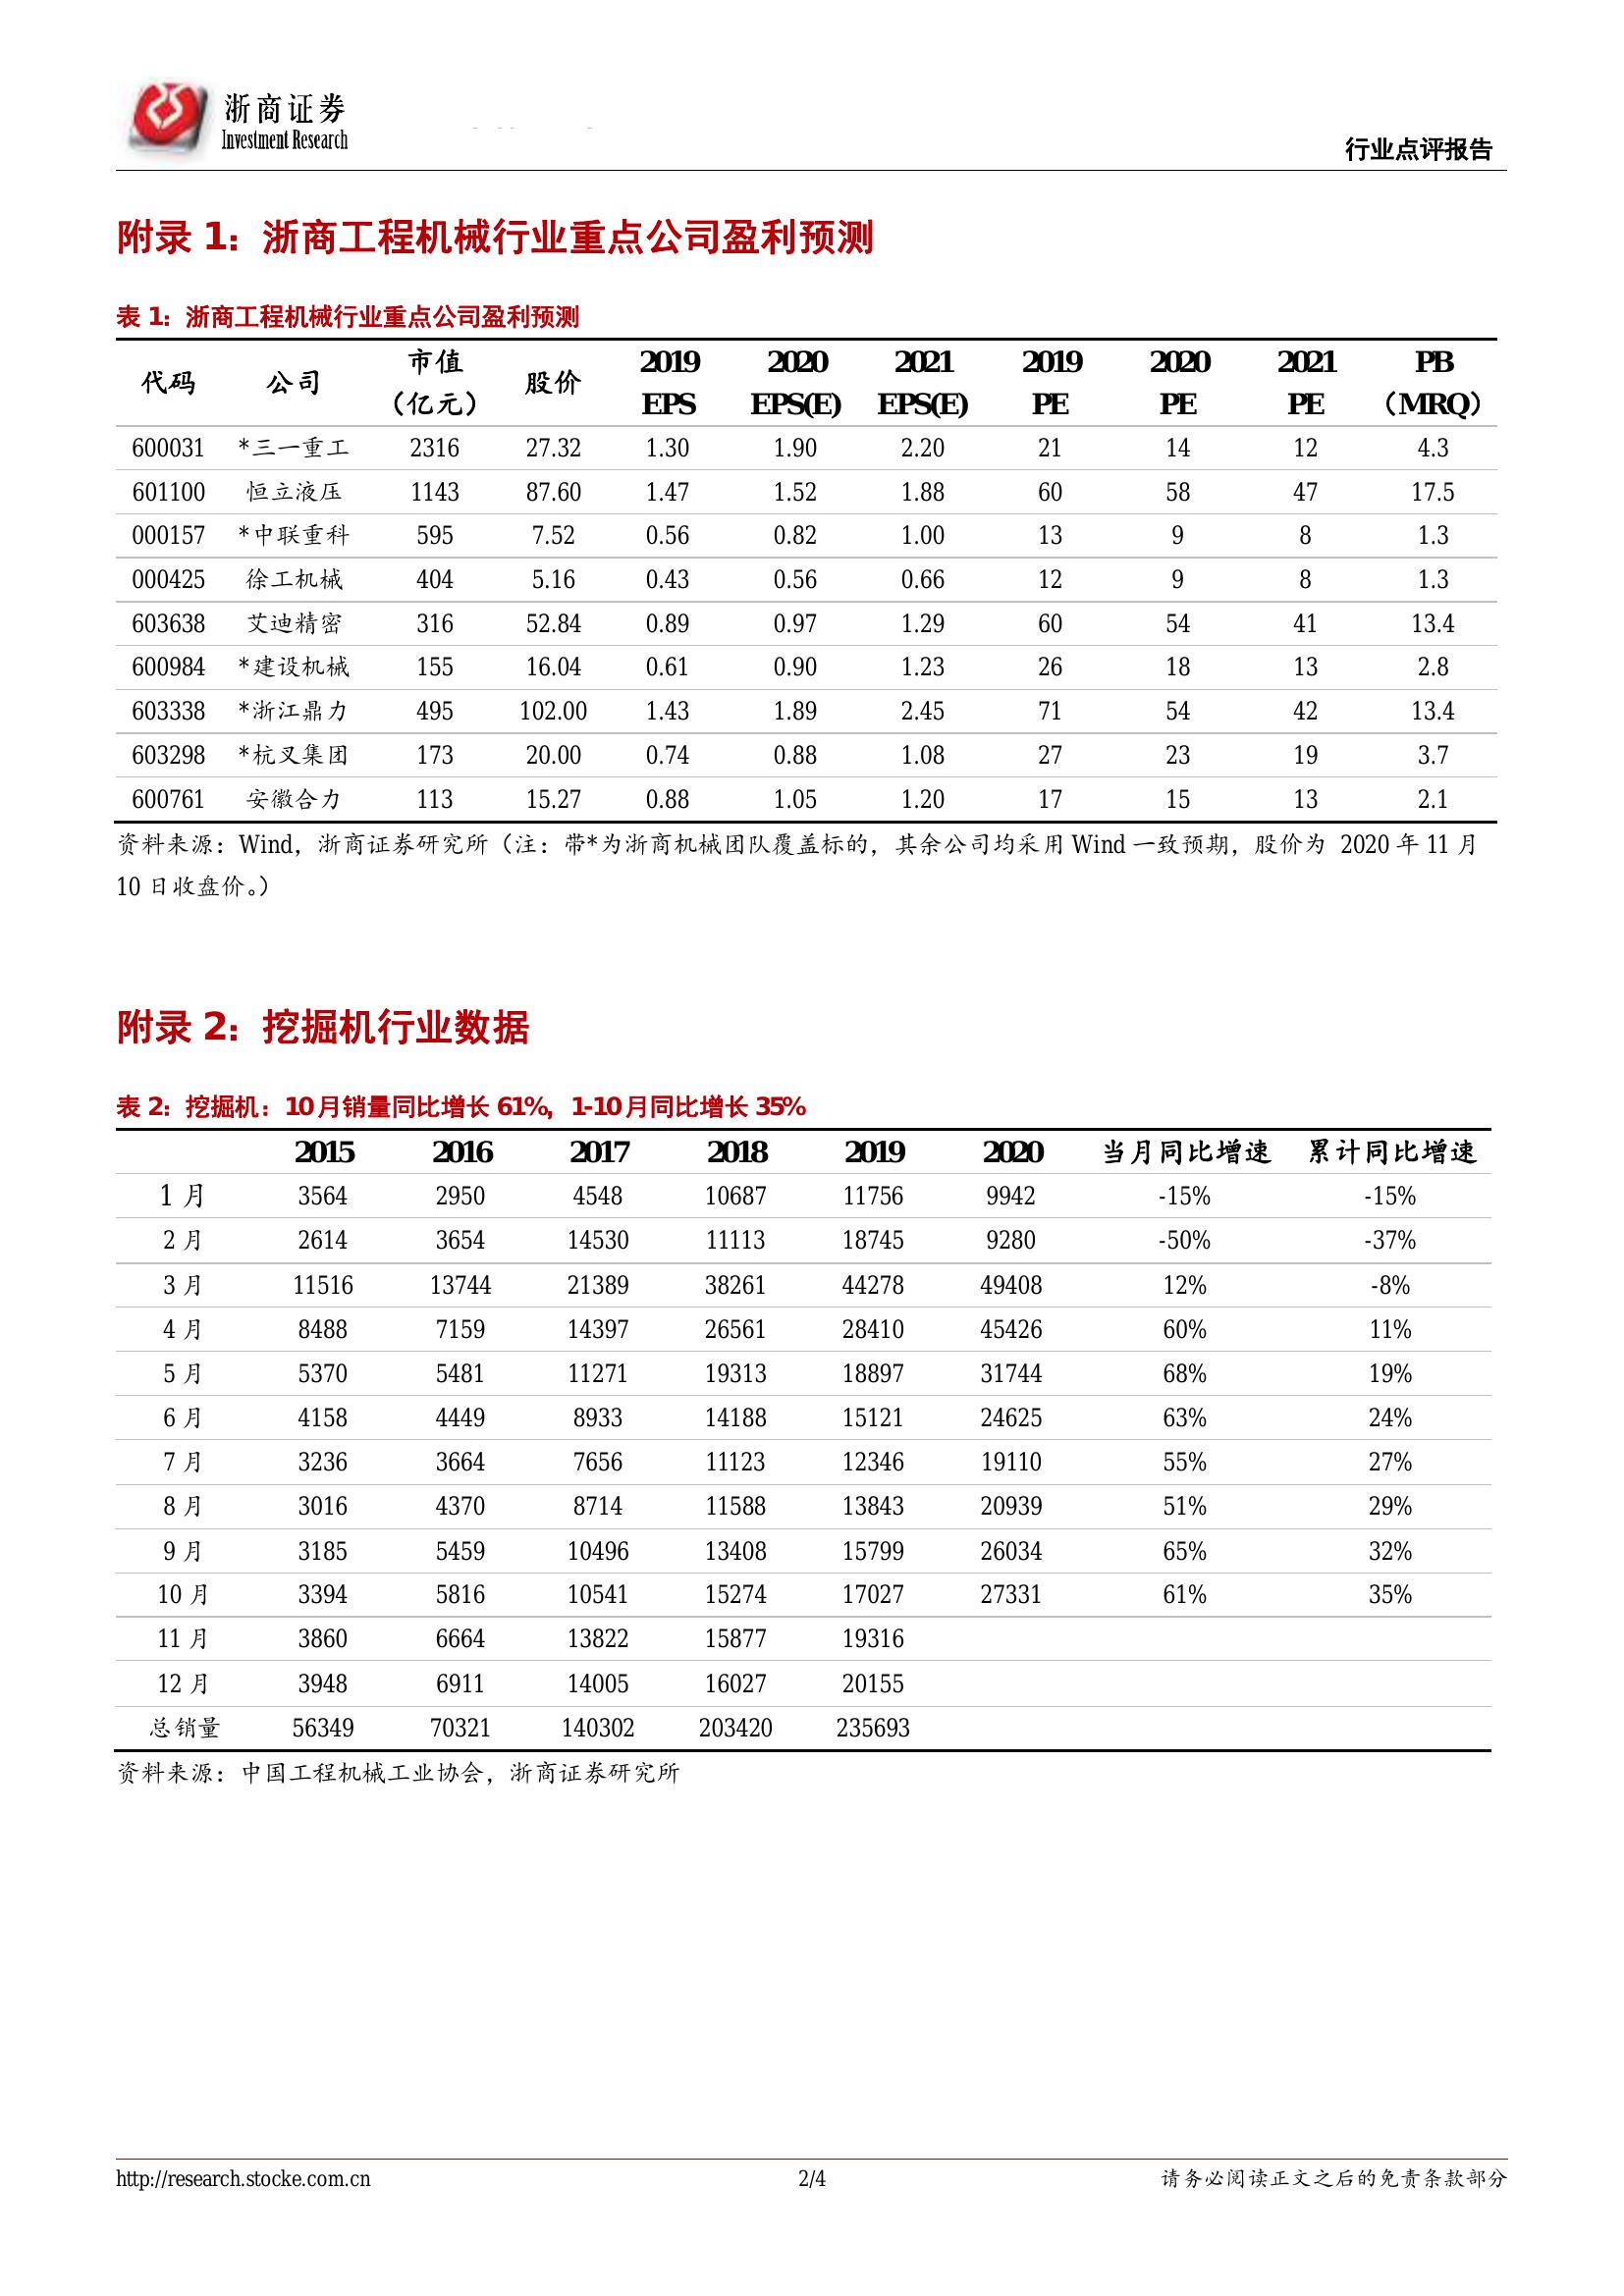 浙商证券
Investment Research
行业点评报告
附录 1：浙商工程机械行业重点公司盈利预测
表 1：浙商工程机械行业重点公司盈利预测
代码 公司 市值（亿元） 股价 2019 EPS 2020 EPS(E) 2021 EPS(E) 2019 PE 2020 PE 2021 PE PB（MRQ）
600031 *三一重工 2316 27.32 1.30 1.90 2.20 21 14 12 4.3
601100 恒立液压 1143 87.60 1.47 1.52 1.88 60 58 47 17.5
000157 *中联重科 595 7.52 0.56 0.82 1.00 13 9 8 1.3
000425 徐工机械 404 5.16 0.43 0.56 0.66 12 9 8 1.3
603638 艾迪精密 316 52.84 0.89 0.97 1.29 60 54 41 13.4
600984 *建设机械 155 16.04 0.61 0.90 1.23 26 18 13 2.8
603338 *浙江鼎力 495 102.00 1.43 1.89 2.45 71 54 42 13.4
603298 *杭叉集团 173 20.00 0.74 0.88 1.08 27 23 19 3.7
600761 安徽合力 113 15.27 0.88 1.05 1.20 17 15 13 2.1
资料来源：Wind，浙商证券研究所（注：带*为浙商机械团队覆盖标的，其余公司均采用 Wind 一致预期，股价为 2020 年 11 月
10 日收盘价。）
附录 2：挖掘机行业数据
表 2：挖掘机：10 月销量同比增长 61%，1-10 月同比增长 35%
2015 2016 2017 2018 2019 2020 当月同比增速 累计同比增速
1 月 3564 2950 4548 10687 11756 9942 -15% -15%
2 月 2614 3654 14530 11113 18745 9280 -50% -37%
3 月 11516 13744 21389 38261 44278 49408 12% -8%
4 月 8488 7159 14397 26561 28410 45426 60% 11%
5 月 5370 5481 11271 19313 18897 31744 68% 19%
6 月 4158 4449 8933 14188 15121 24625 63% 24%
7 月 3236 3664 7656 11123 12346 19110 55% 27%
8 月 3016 4370 8714 11588 13843 20939 51% 29%
9 月 3185 5459 10496 13408 15799 26034 65% 32%
10 月 3394 5816 10541 15274 17027 27331 61% 35%
11 月 3860 6664 13822 15877 19316
12 月 3948 6911 14005 16027 20155
总销量 56349 70321 140302 203420 235693
资料来源：中国工程机械工业协会，浙商证券研究所
http://research.stocke.com.cn 2/4 请务必阅读正文之后的免责条款部分